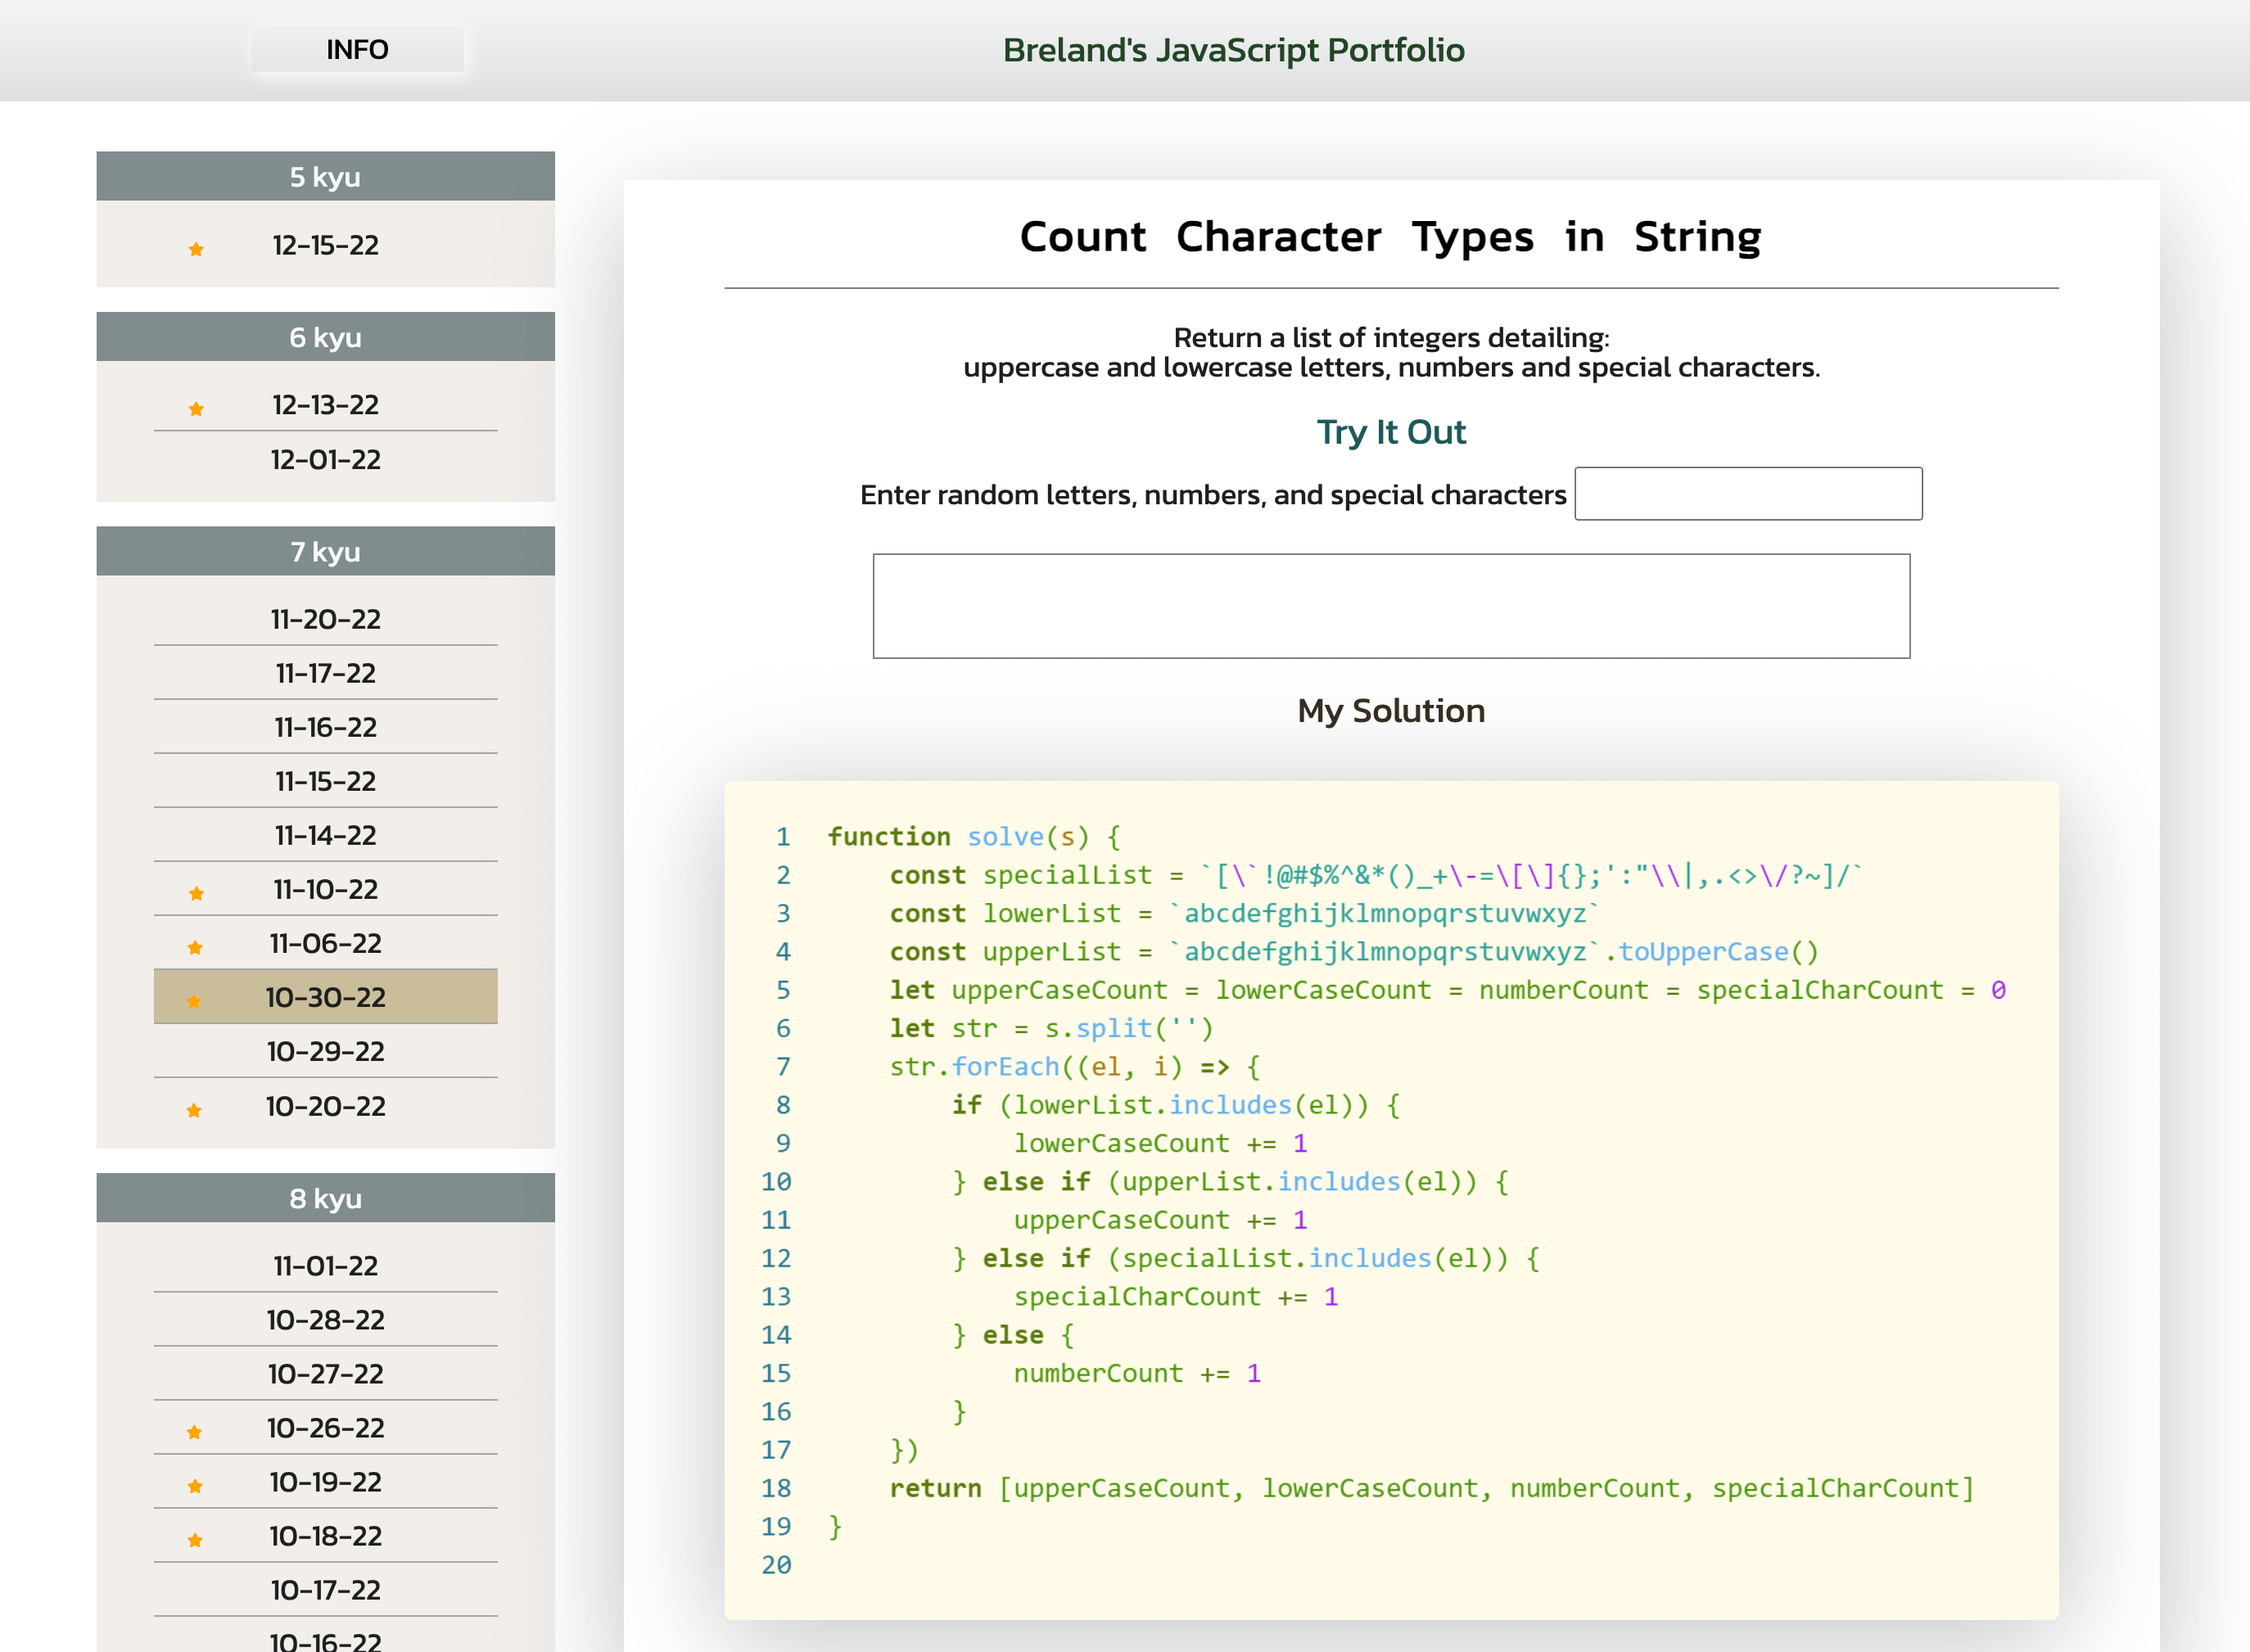 INFO
Breland's JavaScript Portfolio
5 kyu
12-15-22
6 kyu
12-13-22
12-01-22
7 kyu
11-20-22
11-17-22
11-16-22
11-15-22
11-14-22
11-10-22
11-06-22
10-30-22
10-29-22
10-20-22
8 kyu
11-01-22
10-28-22
10-27-22
10-26-22
10-19-22
10-18-22
10-17-22
10-16-22
Count Character Types in String
Return a list of integers detailing:
uppercase and lowercase letters, numbers and special characters.
Try It Out
Enter random letters, numbers, and special characters
My Solution
1 function solve(s) {
2     const specialList = `[\`!@#$%^&*()_+\-=\[\]{};':"\\|,.<>\/?~]/`
3     const lowerList = `abcdefghijklmnopqrstuvwxyz`
4     const upperList = `abcdefghijklmnopqrstuvwxyz`.toUpperCase()
5     let upperCaseCount = lowerCaseCount = numberCount = specialCharCount = 0
6     let str = s.split('')
7     str.forEach((el, i) => {
8         if (lowerList.includes(el)) {
9             lowerCaseCount += 1
10         } else if (upperList.includes(el)) {
11             upperCaseCount += 1
12         } else if (specialList.includes(el)) {
13             specialCharCount += 1
14         } else {
15             numberCount += 1
16         }
17     })
18     return [upperCaseCount, lowerCaseCount, numberCount, specialCharCount]
19 }
20